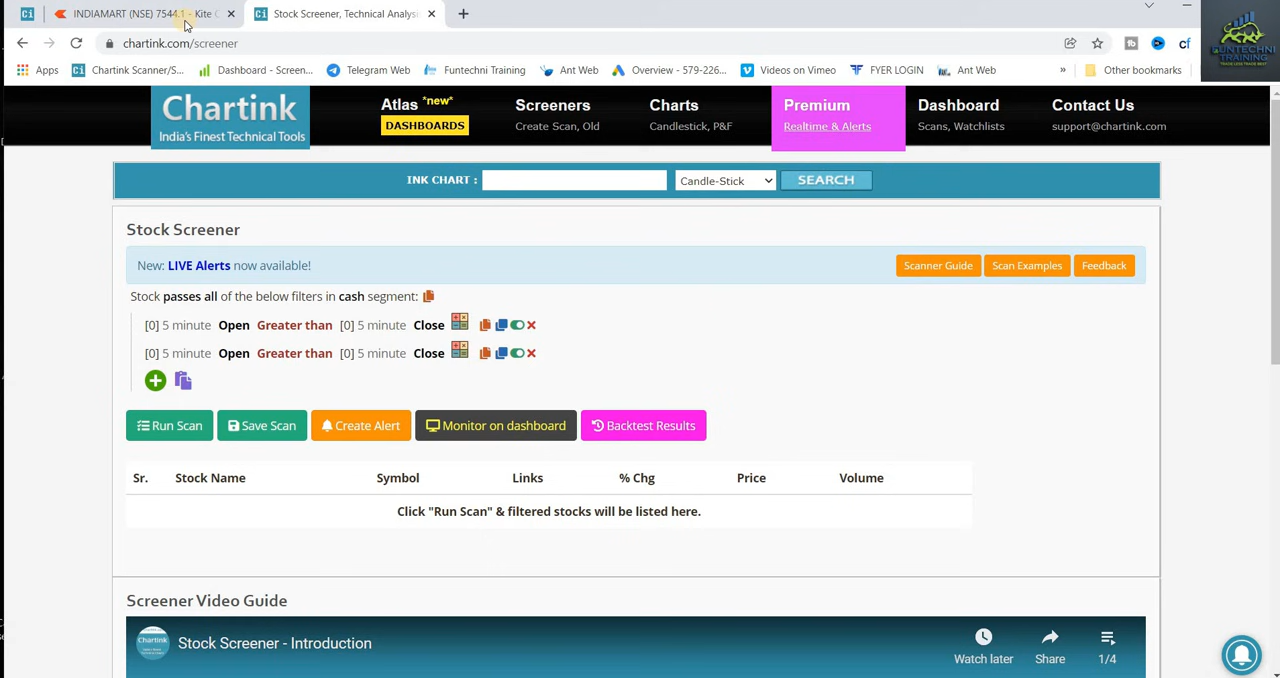 INDIAMART (NSE) 7544.1 - Kite
Stock Screener, Technical Analysi
chartink.com/screener
Apps Chartink Scanner/S... Dashboard - Screen... Telegram Web Funtechni Training Ant Web Overview - 579-226... Videos on Vimeo FYER LOGIN Ant Web » Other bookmarks
FUNTECHNI
TRAINING
TRADE LESS TRADE BEST
Chartink
India's Finest Technical Tools
Atlas *new*
DASHBOARDS
Screeners
Create Scan, Old
Charts
Candlestick, P&F
Premium
Realtime & Alerts
Dashboard
Scans, Watchlists
Contact Us
support@chartink.com
INK CHART : Candle-Stick SEARCH
Stock Screener
New: LIVE Alerts now available! Scanner Guide Scan Examples Feedback
Stock passes all of the below filters in cash segment:
[0] 5 minute Open Greater than [0] 5 minute Close
[0] 5 minute Open Greater than [0] 5 minute Close
Run Scan Save Scan Create Alert Monitor on dashboard Backtest Results
Sr. Stock Name Symbol Links % Chg Price Volume
Click "Run Scan" & filtered stocks will be listed here.
Screener Video Guide
Chartink
Stock Screener - Introduction
Watch later Share 1/4